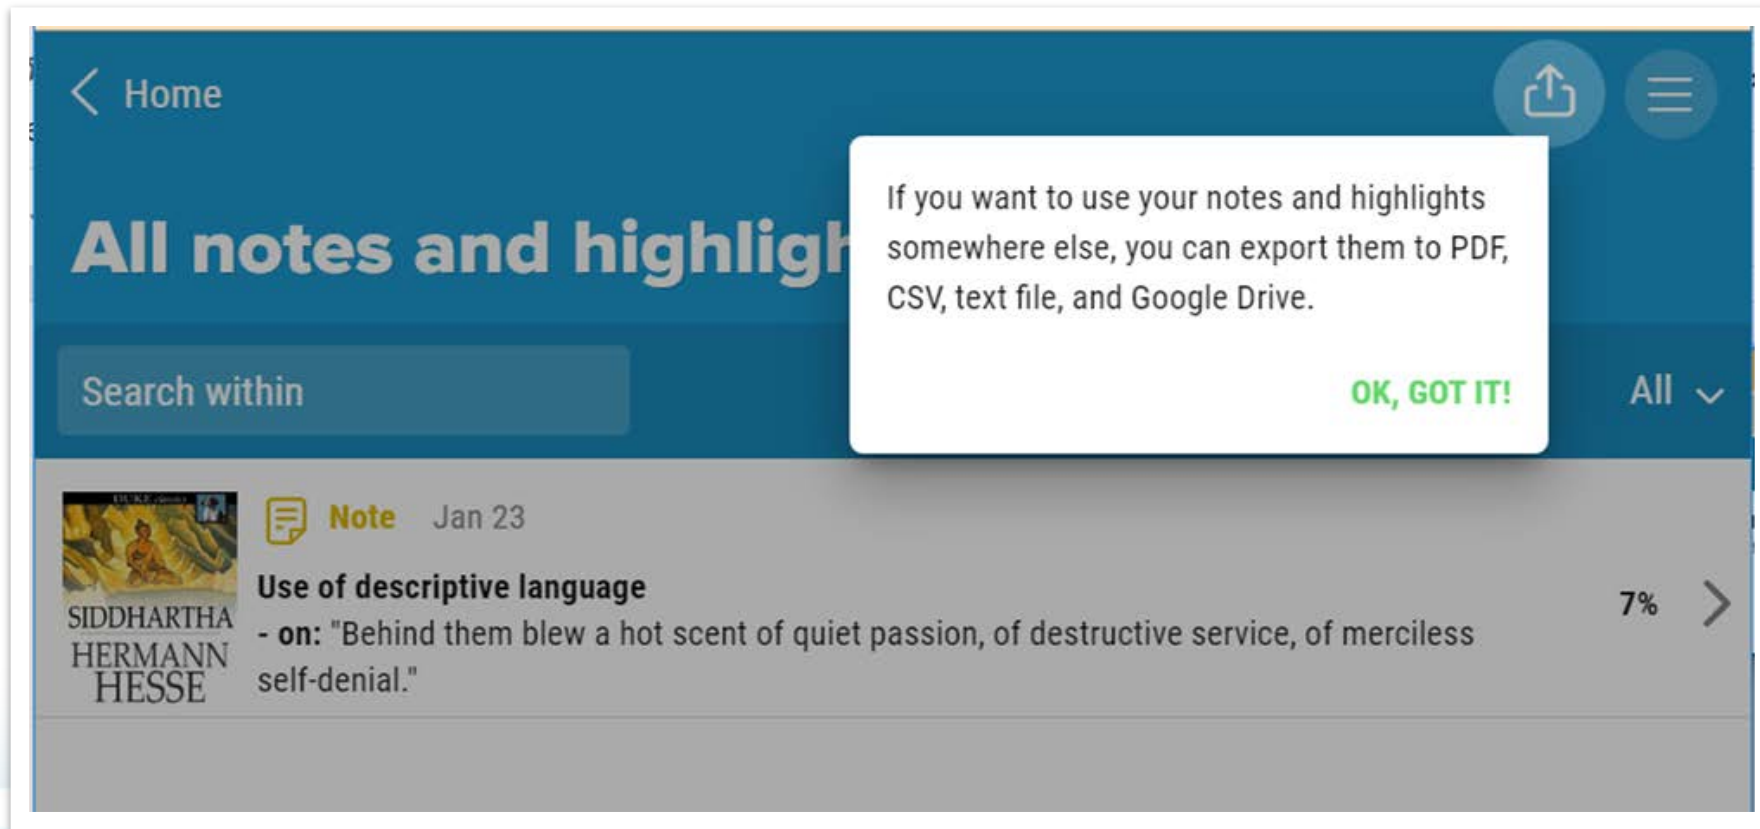 Home
If you want to use your notes and highlights
somewhere else, you can export them to PDF,
CSV, text file, and Google Drive.
OK, GOT IT!
All notes and highligh
Search within
All
Note Jan 23
Use of descriptive language
- on: "Behind them blew a hot scent of quiet passion, of destructive service, of merciless
self-denial."
7%
SIDDHARTHA
HERMANN
HESSE